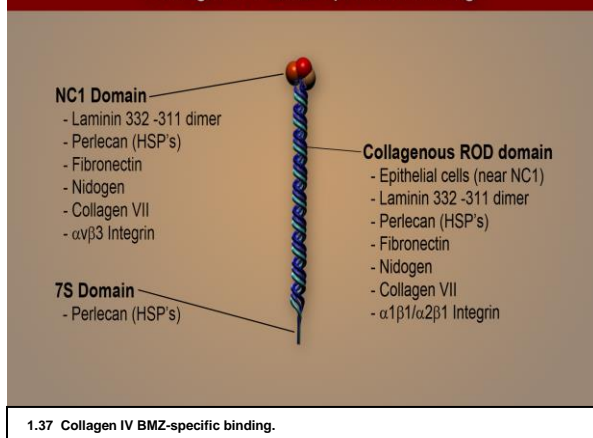 NC1 Domain
- Laminin 332 -311 dimer
- Perlecan (HSP's)
- Fibronectin
- Nidogen
- Collagen VII
- αvβ3 Integrin
7S Domain
- Perlecan (HSP's)
Collagenous ROD domain
- Epithelial cells (near NC1)
- Laminin 332 -311 dimer
- Perlecan (HSP's)
- Fibronectin
- Nidogen
- Collagen VII
- α1β1/α2β1 Integrin
1.37 Collagen IV BMZ-specific binding.